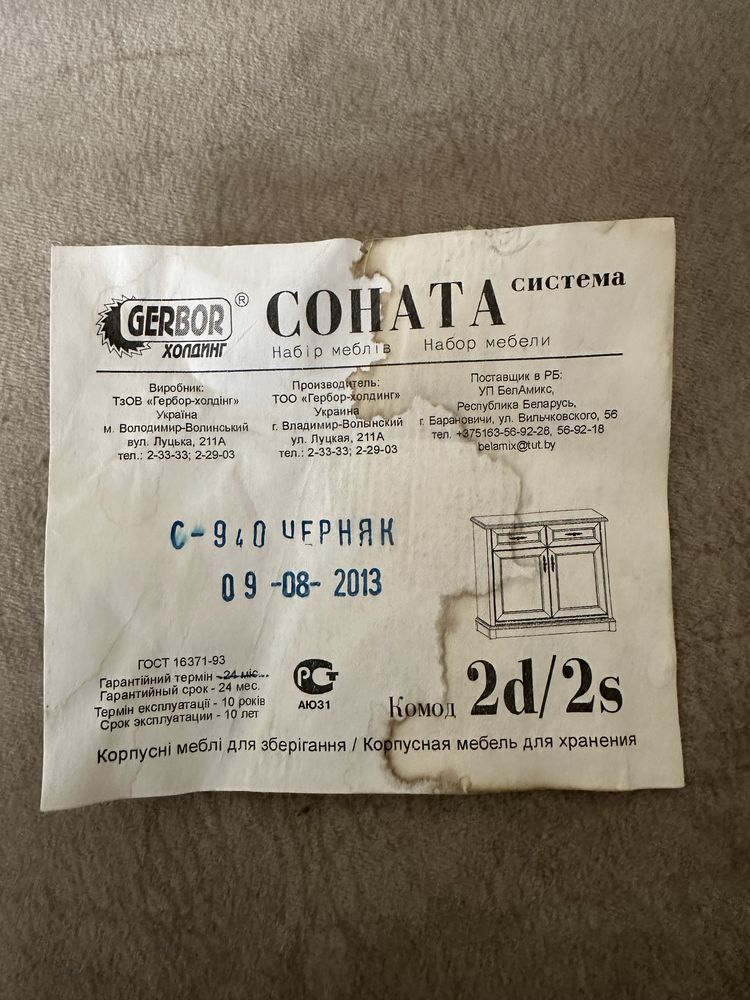 GERBOR ®
ХОЛДИНГ
СОНАТА система
Набір меблів Набор мебели
Виробник:
ТзОВ «Гербор-холдінг»
Україна
м. Володимир-Волинський
вул. Луцька, 211А
тел.: 2-33-33; 2-29-03
Производитель:
ТОО «Гербор-холдинг»
Украина
г. Владимир-Волынский
ул. Луцкая, 211А
тел.: 2-33-33; 2-29-03
Поставщик в РБ:
УП БелАмикс,
Республика Беларусь,
г. Барановичи, ул. Вильчковского, 56
тел. +375163-56-92-28, 56-92-18
belamix@tut.by
С-940 ЧЕРНЯК
09-08-2013
ГОСТ 16371-93
Гарантійний термін - 24 міс.
Гарантийный срок - 24 мес.
Термін експлуатації - 10 років
Срок эксплуатации - 10 лет
РСТ
АЮ31
Комод 2d/2s
Корпусні меблі для зберігання / Корпусная мебель для хранения